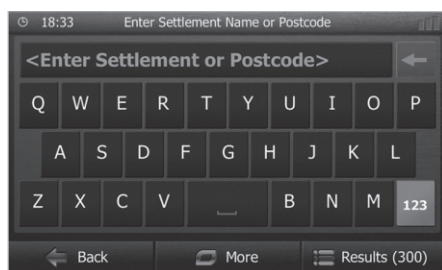 18:33 Enter Settlement Name or Postcode
<Enter Settlement or Postcode>
Q W E R T Y U I O P
A S D F G H J K L
Z X C V B N M 123
Back More Results (300)